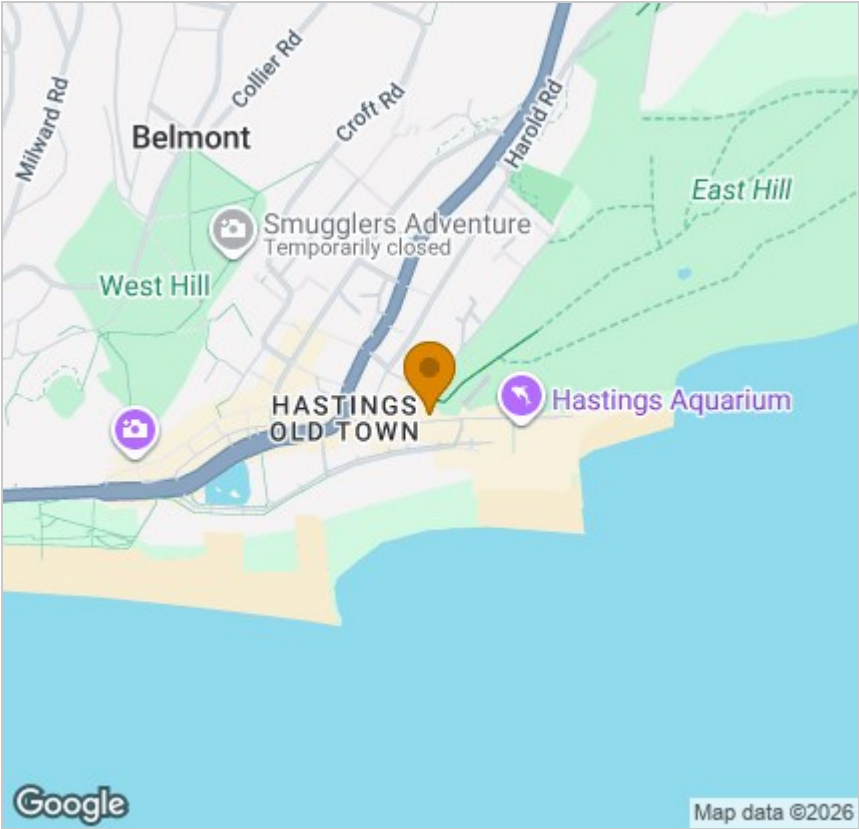 Milward Rd
Collier Rd
Croft Rd
Harold Rd
Belmont
East Hill
Smugglers Adventure
Temporarily closed
West Hill
HASTINGS
OLD TOWN
Hastings Aquarium
Google
Map data ©2026